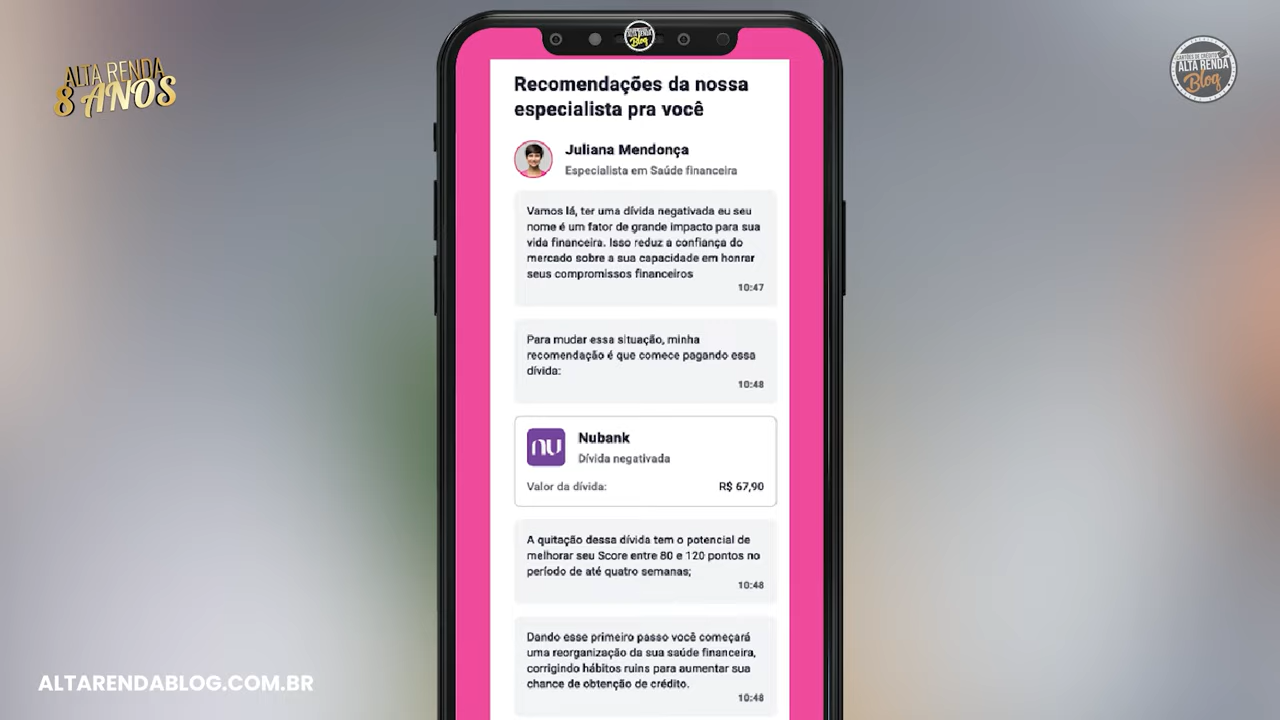 ALTA RENDA
8 ANOS
CARTÕES DE CRÉDITO
ALTA RENDA
Blog
ALTA RENDA
Blog
Recomendações da nossa
especialista pra você
Juliana Mendonça
Especialista em Saúde financeira
Vamos lá, ter uma dívida negativada eu seu
nome é um fator de grande impacto para sua
vida financeira. Isso reduz a confiança do
mercado sobre a sua capacidade em honrar
seus compromissos financeiros
10:47
Para mudar essa situação, minha
recomendação é que comece pagando essa
dívida:
10:48
nu
Nubank
Dívida negativada
Valor da dívida: R$ 67,90
A quitação dessa dívida tem o potencial de
melhorar seu Score entre 80 e 120 pontos no
período de até quatro semanas;
10:48
Dando esse primeiro passo você começará
uma reorganização da sua saúde financeira,
corrigindo hábitos ruins para aumentar sua
chance de obtenção de crédito.
10:48
ALTARENDABLOG.COM.BR